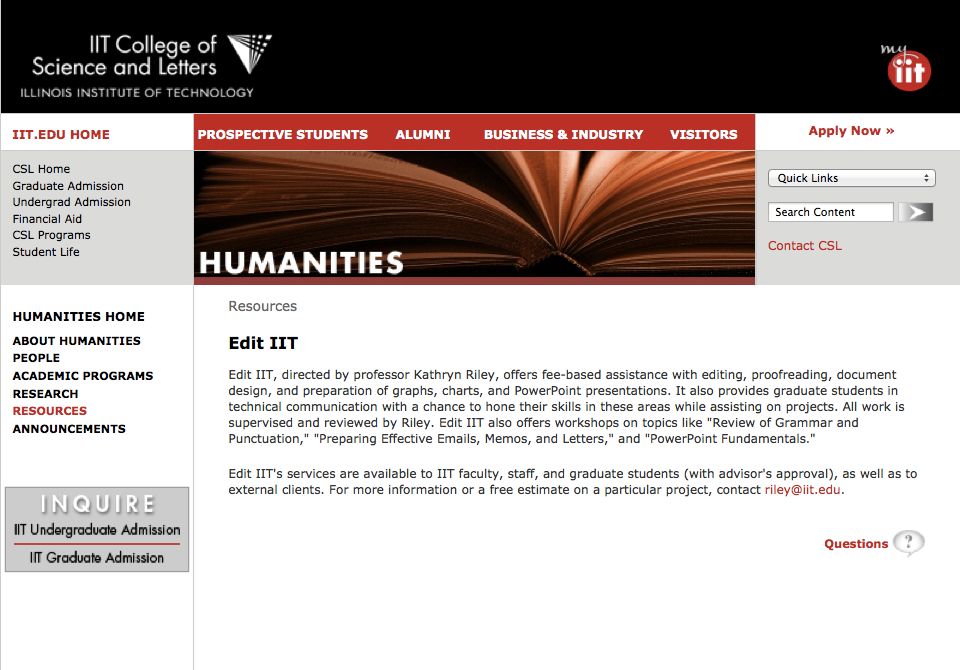 IIT College of
Science and Letters
ILLINOIS INSTITUTE OF TECHNOLOGY
my
iit
IIT.EDU HOME
PROSPECTIVE STUDENTS
ALUMNI
BUSINESS & INDUSTRY
VISITORS
Apply Now »
CSL Home
Graduate Admission
Undergrad Admission
Financial Aid
CSL Programs
Student Life
HUMANITIES
Quick Links
Search Content
Contact CSL
HUMANITIES HOME
ABOUT HUMANITIES
PEOPLE
ACADEMIC PROGRAMS
RESEARCH
RESOURCES
ANNOUNCEMENTS
INQUIRE
IIT Undergraduate Admission
IIT Graduate Admission
Resources
Edit IIT
Edit IIT, directed by professor Kathryn Riley, offers fee-based assistance with editing, proofreading, document
design, and preparation of graphs, charts, and PowerPoint presentations. It also provides graduate students in
technical communication with a chance to hone their skills in these areas while assisting on projects. All work is
supervised and reviewed by Riley. Edit IIT also offers workshops on topics like "Review of Grammar and
Punctuation," "Preparing Effective Emails, Memos, and Letters," and "PowerPoint Fundamentals."
Edit IIT's services are available to IIT faculty, staff, and graduate students (with advisor's approval), as well as to
external clients. For more information or a free estimate on a particular project, contact riley@iit.edu.
Questions ?